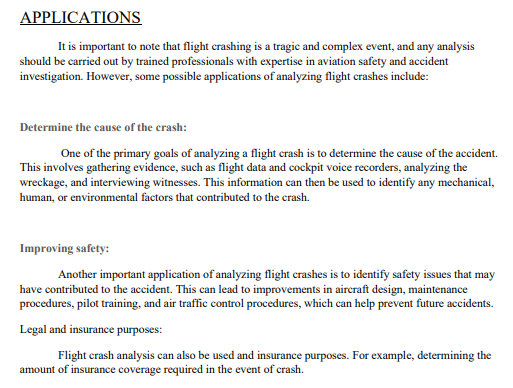 APPLICATIONS
It is important to note that flight crashing is a tragic and complex event, and any analysis
should be carried out by trained professionals with expertise in aviation safety and accident
investigation. However, some possible applications of analyzing flight crashes include:
Determine the cause of the crash:
One of the primary goals of analyzing a flight crash is to determine the cause of the accident.
This involves gathering evidence, such as flight data and cockpit voice recorders, analyzing the
wreckage, and interviewing witnesses. This information can then be used to identify any mechanical,
human, or environmental factors that contributed to the crash.
Improving safety:
Another important application of analyzing flight crashes is to identify safety issues that may
have contributed to the accident. This can lead to improvements in aircraft design, maintenance
procedures, pilot training, and air traffic control procedures, which can help prevent future accidents.
Legal and insurance purposes:
Flight crash analysis can also be used and insurance purposes. For example, determining the
amount of insurance coverage required in the event of crash.